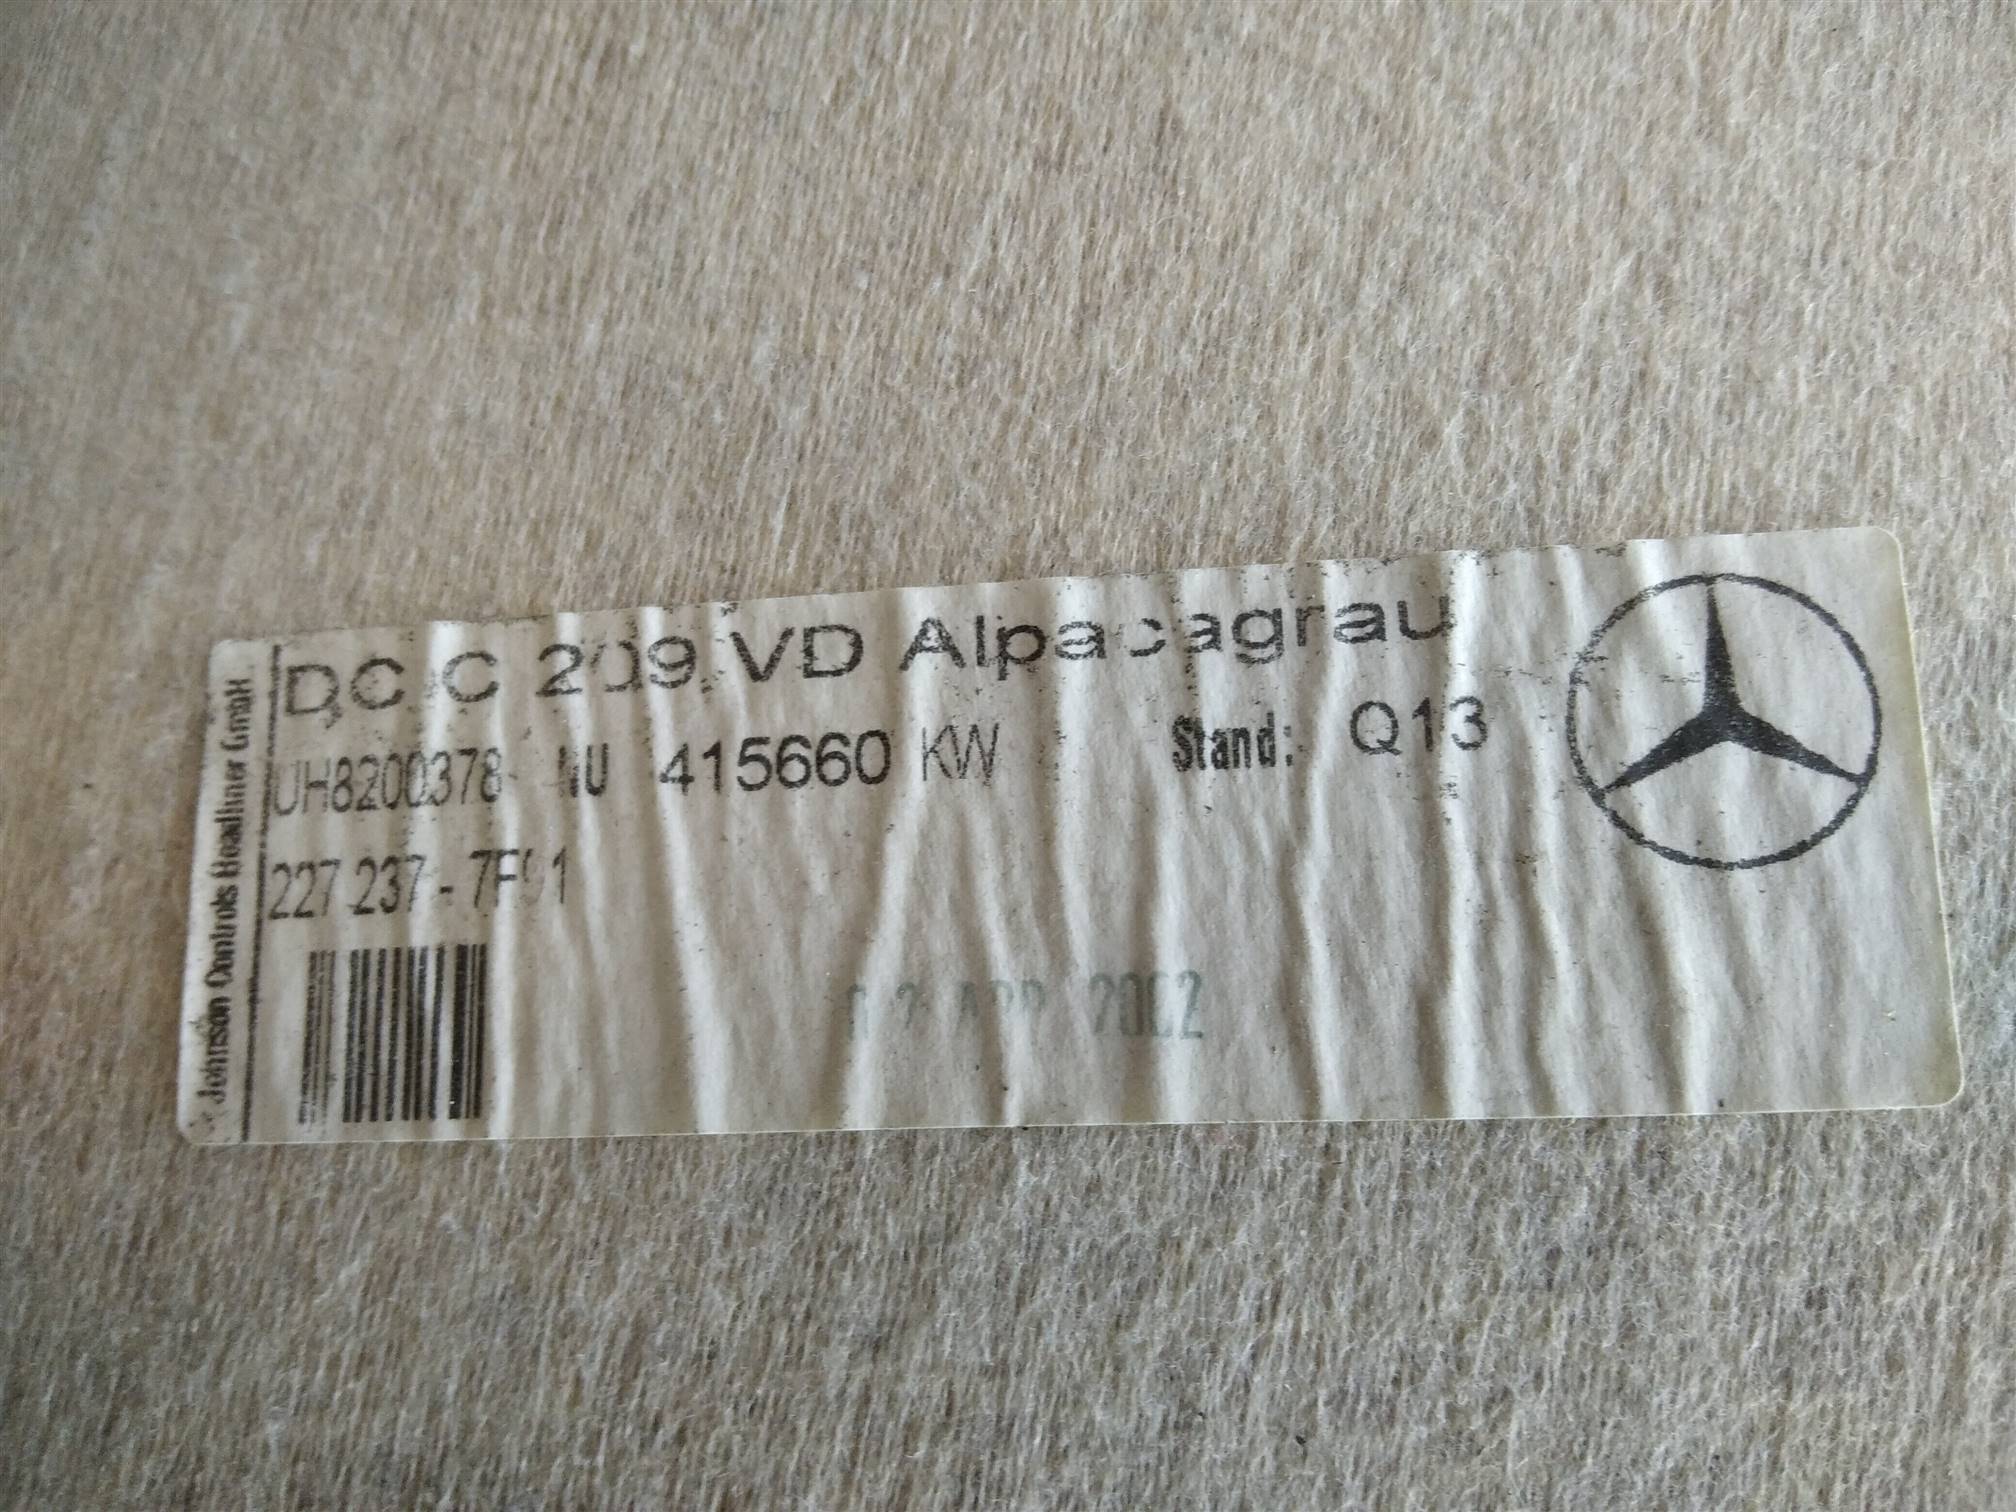 Johnson Controls Headliner GmbH.
DC C 209 VD Alpacagrau
UH8200378 NU 415660 KW Stand: Q13
227 237 -
APR 2002